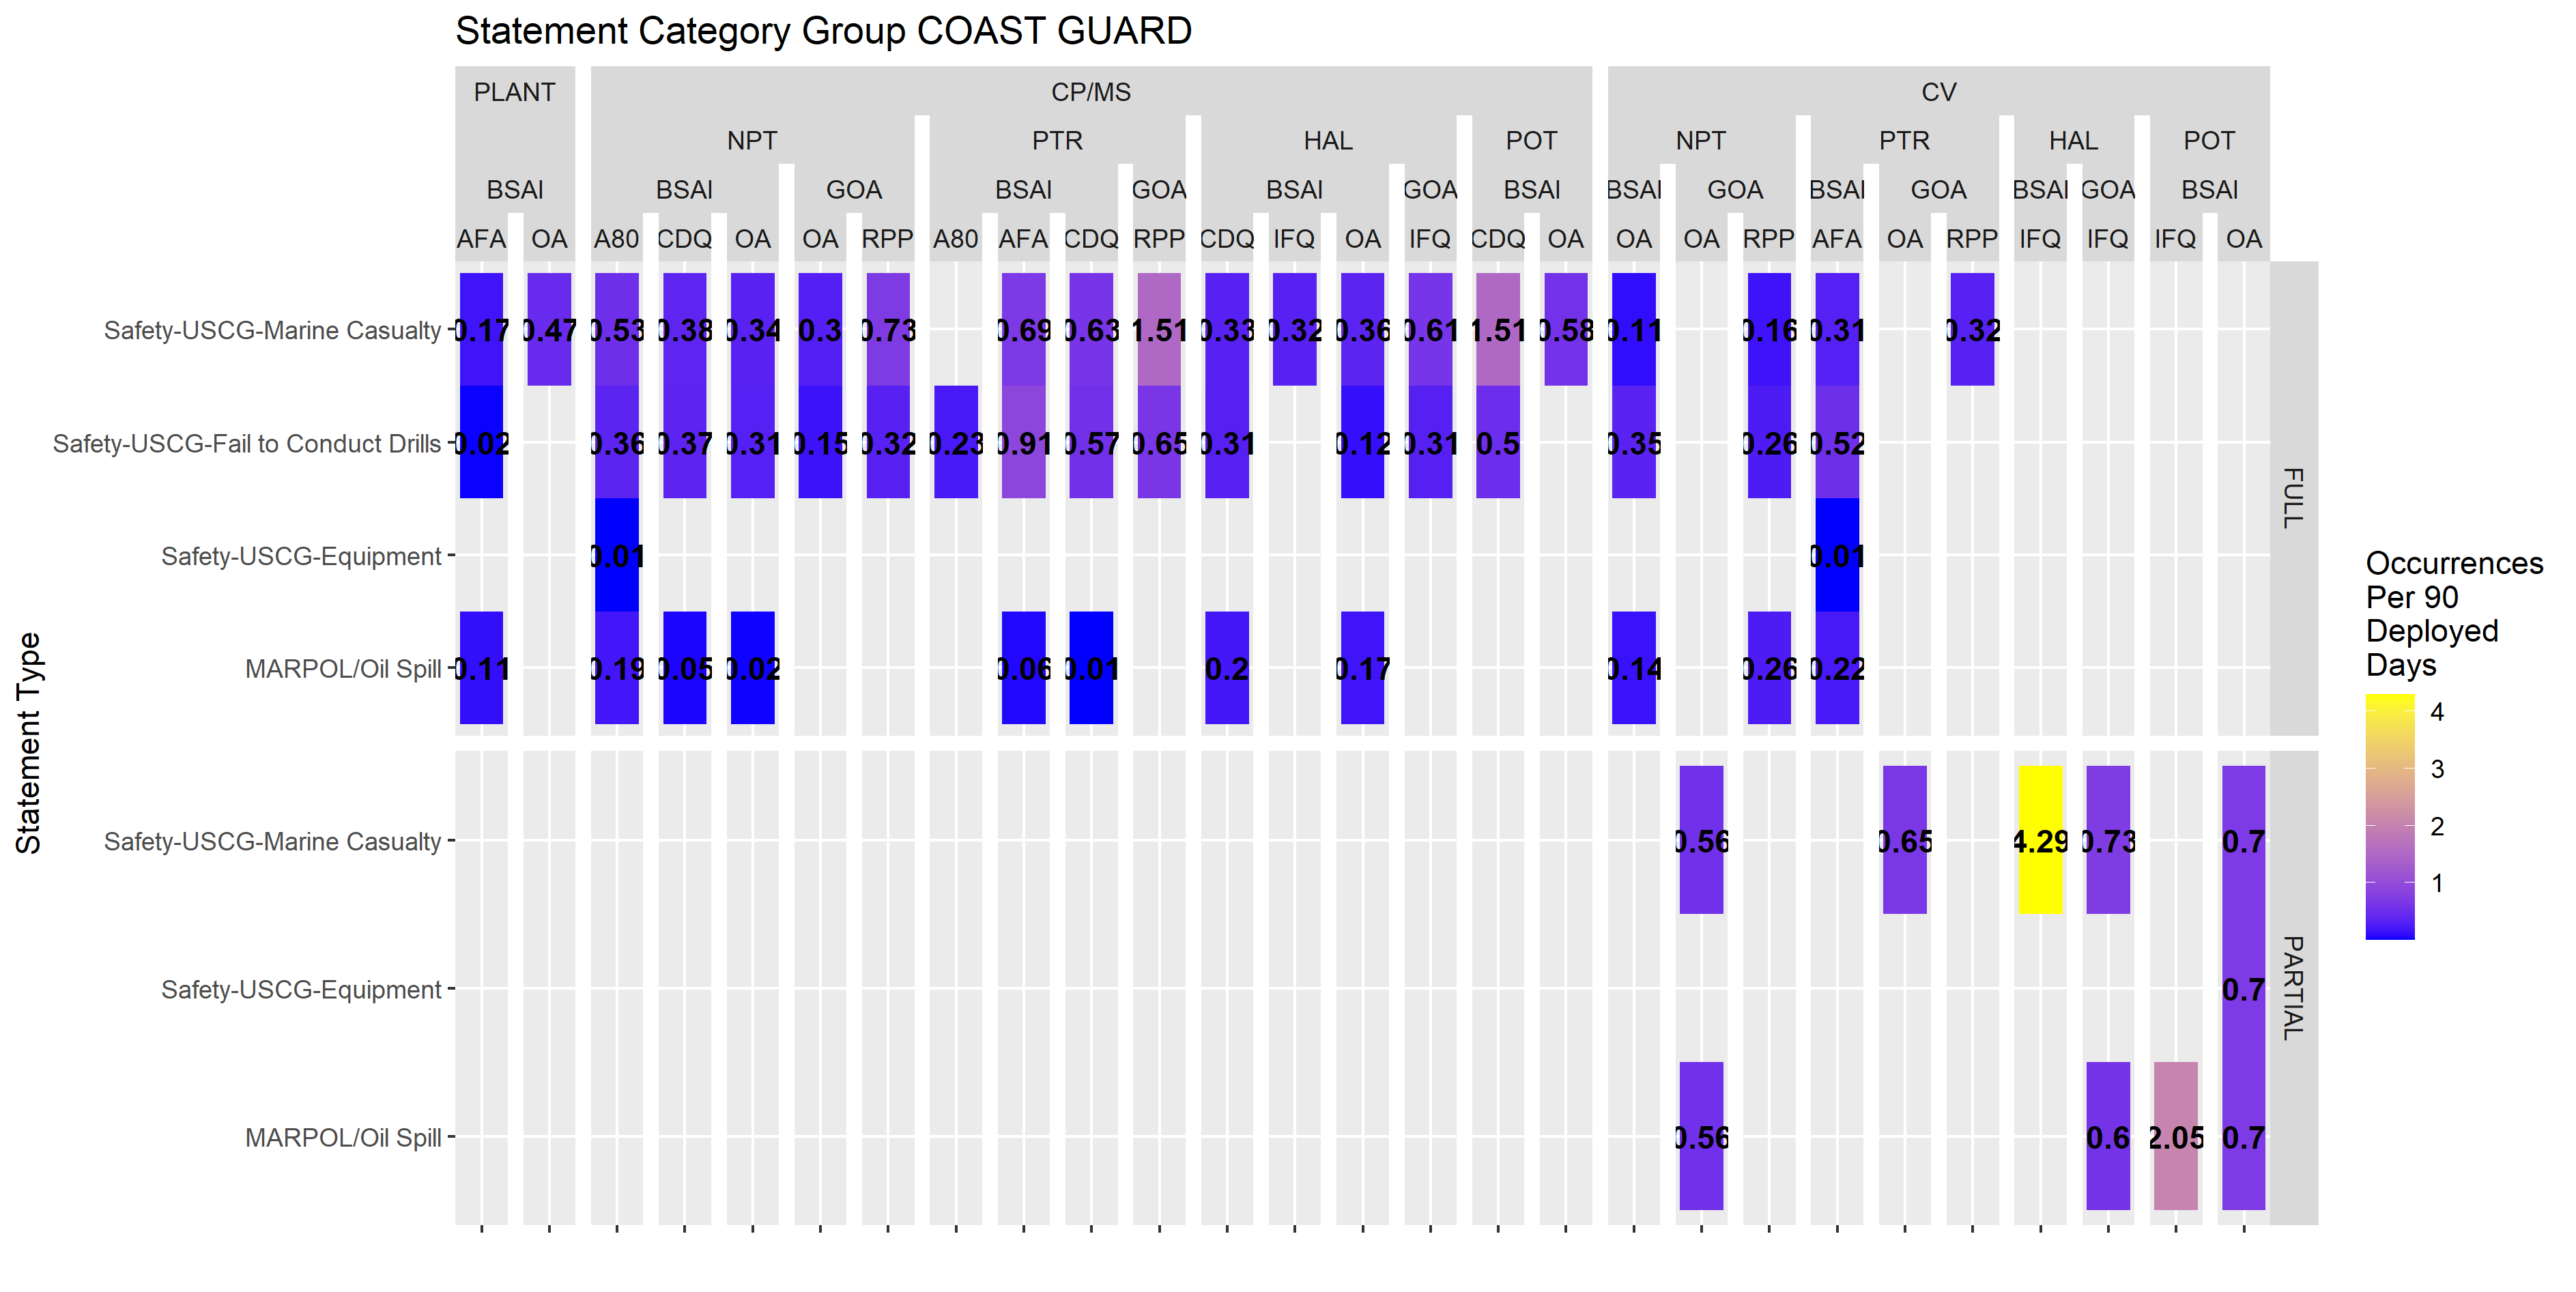 Statement Category Group COAST GUARD
PLANT CP/MS CV
NPT PTR HAL POT NPT PTR HAL POT
BSAI BSAI GOA BSAI GOA BSAI GOA BSAI BSAI GOA BSAI GOA BSAI GOA BSAI
AFA OA A80 CDQ OA OA RPP A80 AFA CDQ RPP CDQ IFQ OA IFQ CDQ OA OA OA RPP AFA OA RPP IFQ IFQ IFQ OA
Safety-USCG-Marine Casualty 0.17 0.47 0.53 0.38 0.34 0.3 0.73 0.69 0.63 1.51 0.33 0.32 0.36 0.61 1.51 0.58 0.11 0.16 0.31 0.32
Safety-USCG-Fail to Conduct Drills 0.02 0.36 0.37 0.31 0.15 0.32 0.23 0.91 0.57 0.65 0.31 0.12 0.31 0.5 0.35 0.26 0.52
Safety-USCG-Equipment 0.01 0.01
MARPOL/Oil Spill 0.11 0.19 0.05 0.02 0.06 0.01 0.2 0.17 0.14 0.26 0.22
FULL
Safety-USCG-Marine Casualty 0.56 0.65 4.29 0.73 0.7
Safety-USCG-Equipment 0.7
MARPOL/Oil Spill 0.56 0.6 2.05 0.7
PARTIAL
Statement Type
Occurrences
Per 90
Deployed
Days
4
3
2
1